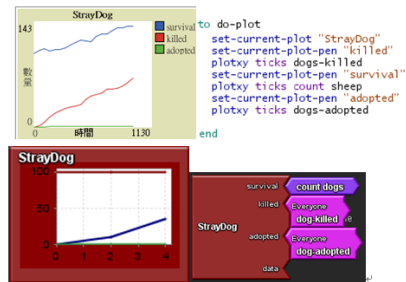 StrayDog
143
數量
0
0
時間
1130
survival
killed
adopted
to do-plot
set-current-plot "StrayDog"
set-current-plot-pen "killed"
plotxy ticks dogs-killed
set-current-plot-pen "survival"
plotxy ticks count sheep
set-current-plot-pen "adopted"
plotxy ticks dogs-adopted
end
StrayDog
100
50
0
0 1 2 3 4
StrayDog
survival
count dogs
killed
Everyone
dog-killed
adopted
Everyone
dog-adopted
data